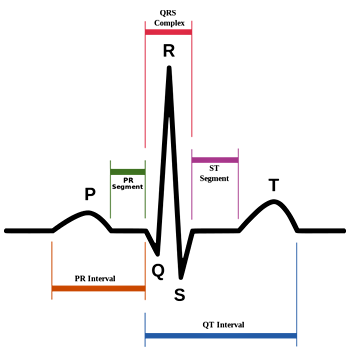 QRS
Complex
R
PR
Segment
ST
Segment
P
T
Q
S
PR Interval
QT Interval